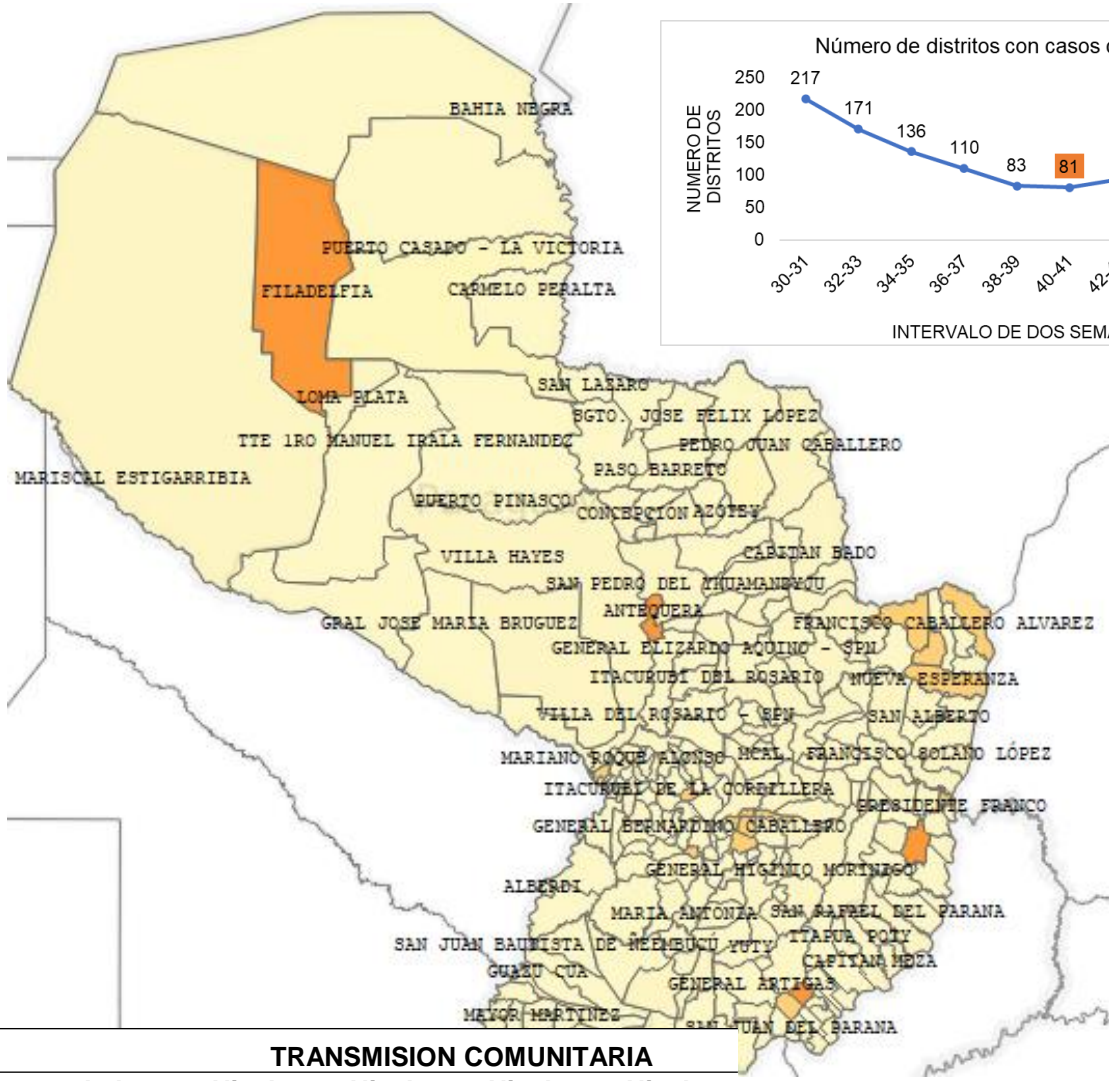 Número de distritos con casos
NUMERO DE
DISTRITOS
250
200
150
100
50
0
217
171
136
110
83
81
30-31
32-33
34-35
36-37
38-39
40-41
INTERVALO DE DOS
BAHIA NEGRA
PUERTO CASADO - LA VICTORIA
FILADELFIA
CARMELO PERALTA
SAN LAZARO
LOMA PLATA
SGTO. JOSE FELIX LOPEZ
TTE 1RO MANUEL IRALA FERNANDEZ
PEDRO JUAN CABALLERO
PASO BARRETO
MARISCAL ESTIGARRIBIA
PUERTO PINASCO
CONCEPCIÓN
AZOTEY
VILLA HAYES
CAPITAN BADO
SAN PEDRO DEL YKUAMANDYJU
ANTEQUERA
GRAL JOSE MARIA BRUGUEZ
FRANCISCO CABALLERO ALVAREZ
GENERAL ELIZARDO AQUINO - SPN
ITACURUBI DEL ROSARIO
NUEVA ESPERANZA
VILLA DEL ROSARIO - SPN
SAN ALBERTO
MARIANO ROQUE ALONSO
MCAL. FRANCISCO SOLANO LÓPEZ
ITACURUBI DE LA CORDILLERA
PRESIDENTE FRANCO
GENERAL BERNARDINO CABALLERO
GENERAL HIGINIO MORINIGO
ALBERDI
MARIA ANTONIA
SAN RAFAEL DEL PARANA
SAN JUAN BAUTISTA DE ÑEEMBUCÚ
YUTY
ITAPUA POTY
GUAZU CUA
CAPITAN MEZA
GENERAL ARTIGAS
MAYOR MARTINEZ
SAN JUAN DEL PARANA
TRANSMISION COMUNITARIA